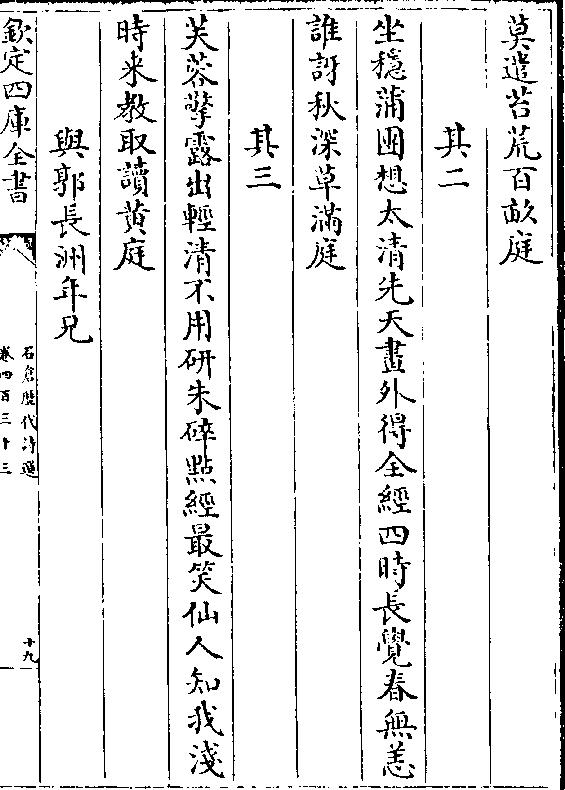 莫遣苔荒百畝庭
其二
坐穩蒲團想太清先天畫外得全經四時長覺春無恙
誰訝秋深草滿庭
其三
芙蓉擎露出輕清不用研朱碎點經最笑仙人知我淺
時来教取讀黄庭
與郭長洲年兄
欽定四庫全書
石倉歴代詩選
卷四百三十三
十九